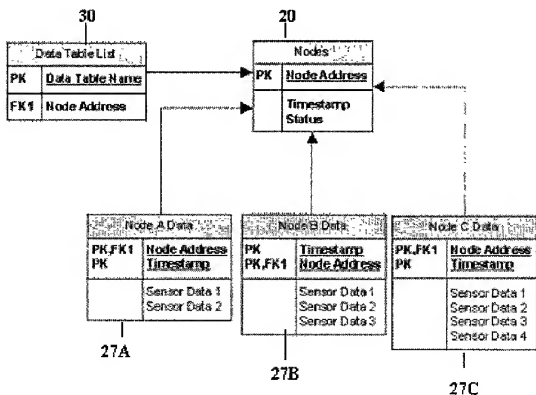 30
20
Data Table List
PK Data Table Name
FK1 Node Address
Nodes
PK Node Address
Timestamp
Status
Node A Data
PK,FK1 Node Address
PK Timestamp
Sensor Data 1
Sensor Data 2
Node B Data
PK Timestamp
PK,FK1 Node Address
Sensor Data 1
Sensor Data 2
Sensor Data 3
Node C Data
PK,FK1 Node Address
PK Timestamp
Sensor Data 1
Sensor Data 2
Sensor Data 3
Sensor Data 4
27A
27B
27C